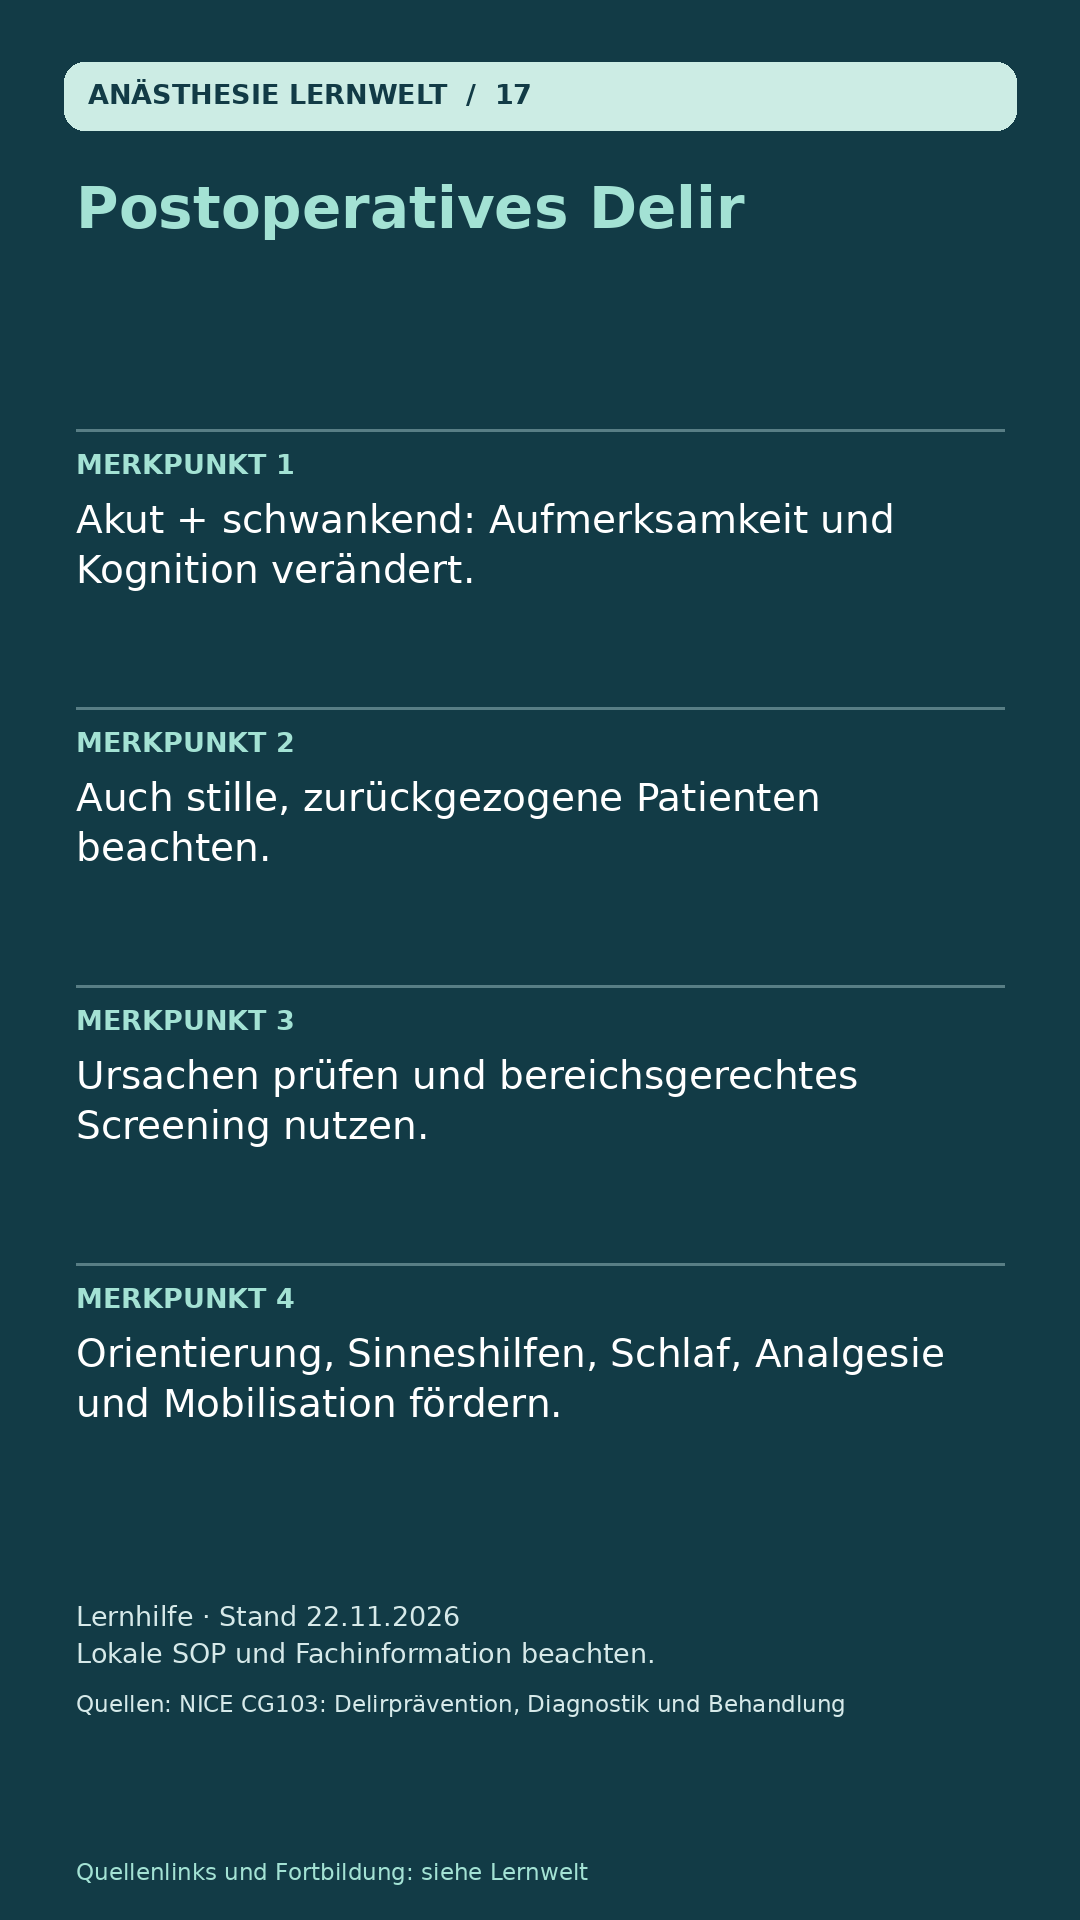 ANÄSTHESIE LERNWELT / 17
Postoperatives Delir
MERKPUNKT 1
Akut + schwankend: Aufmerksamkeit und
Kognition verändert.
MERKPUNKT 2
Auch stille, zurückgezogene Patienten
beachten.
MERKPUNKT 3
Ursachen prüfen und bereichsgerechtes
Screening nutzen.
MERKPUNKT 4
Orientierung, Sinneshilfen, Schlaf, Analgesie
und Mobilisation fördern.
Lernhilfe · Stand 22.11.2026
Lokale SOP und Fachinformation beachten.
Quellen: NICE CG103: Delirprävention, Diagnostik und Behandlung
Quellenlinks und Fortbildung: siehe Lernwelt